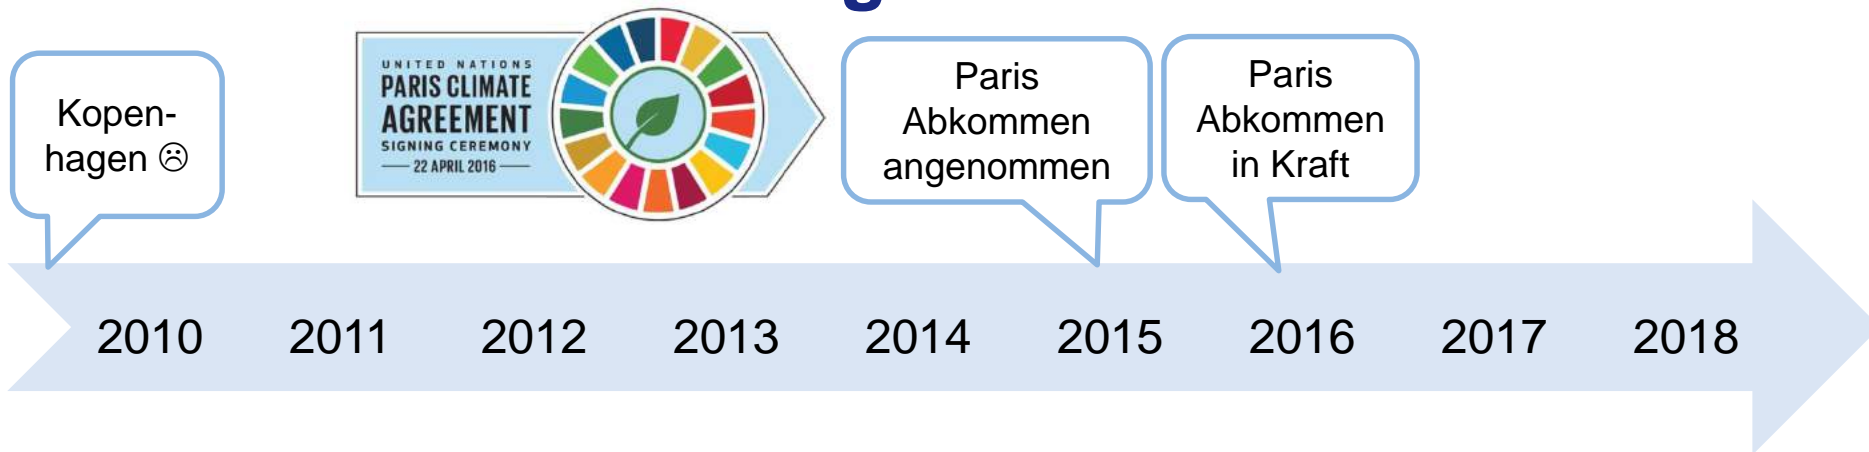 Kopen-
hagen ☹
UNITED NATIONS
PARIS CLIMATE
AGREEMENT
SIGNING CEREMONY
22 APRIL 2016
Paris
Abkommen
angenommen
Paris
Abkommen
in Kraft
2010 2011 2012 2013 2014 2015 2016 2017 2018